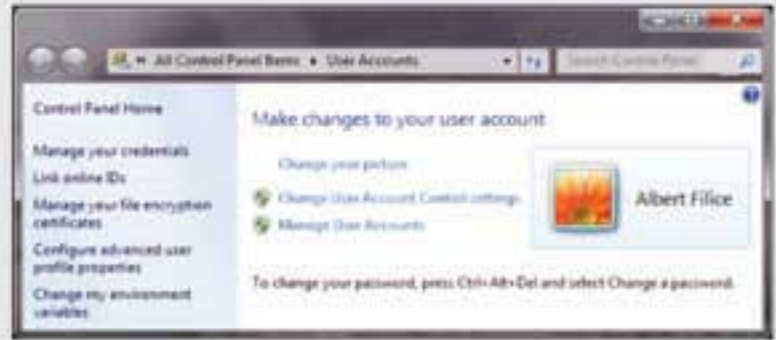 « All Control Panel Items ▸ User Accounts
Search Control Panel
Control Panel Home
Manage your credentials
Link online IDs
Manage your file encryption
certificates
Configure advanced user
profile properties
Change my environment
variables
Make changes to your user account
Change your picture
Change User Account Control settings
Manage User Accounts
Albert Filice
To change your password, press Ctrl+Alt+Del and select Change a password.